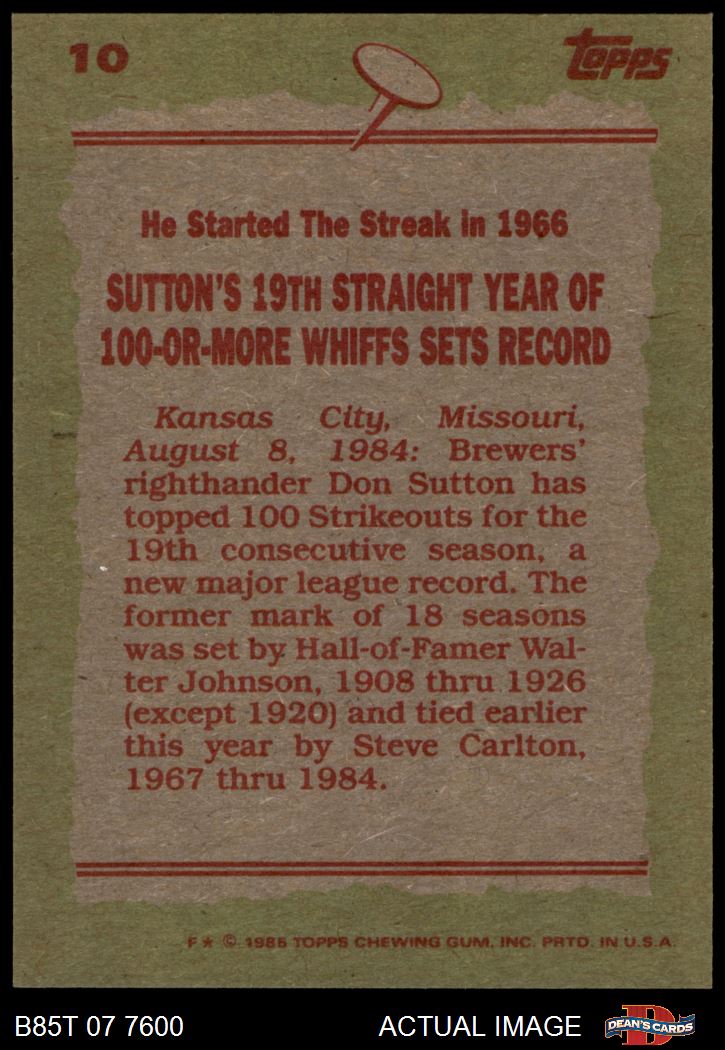 10
Topps
He Started The Streak in 1966
SUTTON'S 19TH STRAIGHT YEAR OF
100-OR-MORE WHIFFS SETS RECORD
Kansas City, Missouri,
August 8, 1984: Brewers'
righthander Don Sutton has
topped 100 Strikeouts for the
19th consecutive season, a
new major league record. The
former mark of 18 seasons
was set by Hall-of-Famer Wal-
ter Johnson, 1908 thru 1926
(except 1920) and tied earlier
this year by Steve Carlton,
1967 thru 1984.
F★ © 1985 TOPPS CHEWING GUM, INC. PRTD. IN U.S.A.
B85T 07 7600
ACTUAL IMAGE
D
DEAN'S CARDS